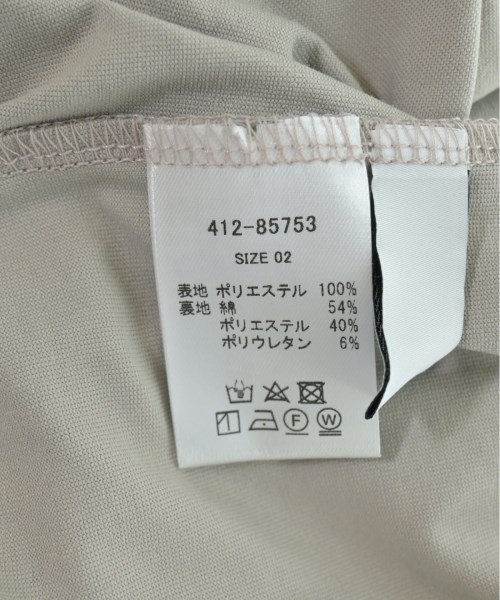 412-85753
SIZE 02
表地 ポリエステル 100%
裏地 綿 54%
ポリエステル 40%
ポリウレタン 6%
F W